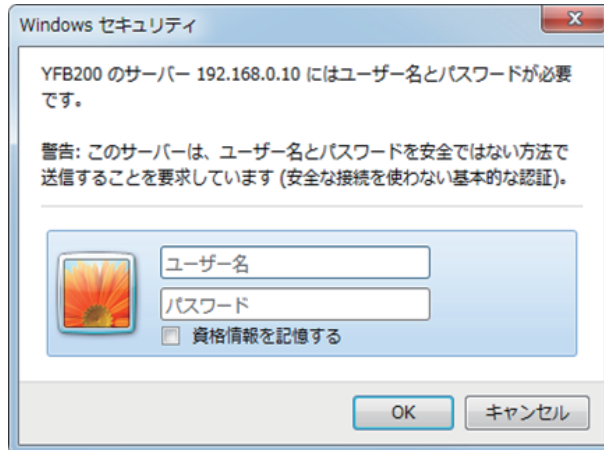 Windows セキュリティ
YFB200 のサーバー 192.168.0.10 にはユーザー名とパスワードが必要
です。
警告: このサーバーは、ユーザー名とパスワードを安全ではない方法で
送信することを要求しています (安全な接続を使わない基本的な認証)。
ユーザー名
パスワード
資格情報を記憶する
OK キャンセル